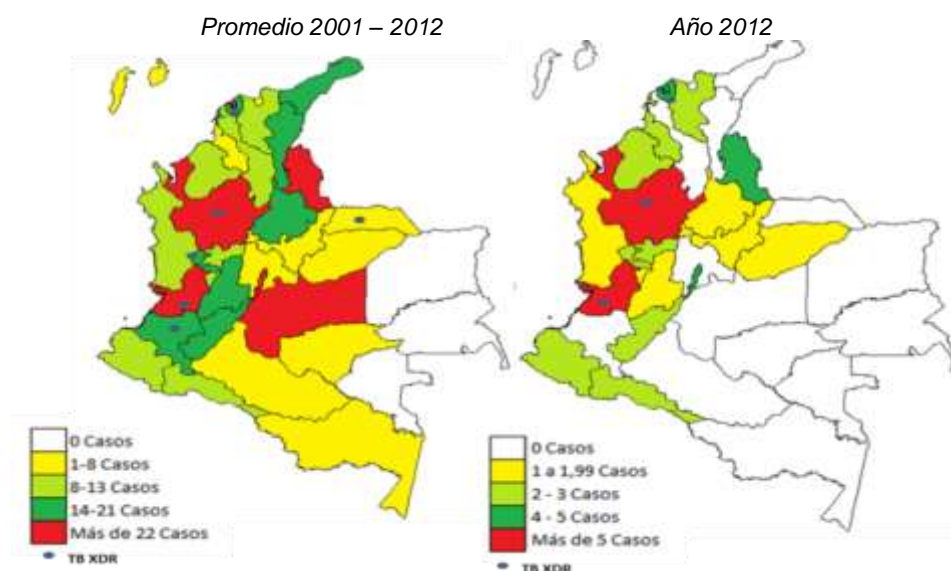 Promedio 2001 – 2012
Año 2012
0 Casos
1-8 Casos
8-13 Casos
14-21 Casos
Más de 22 Casos
TB XDR
0 Casos
1 a 1,99 Casos
2 - 3 Casos
4 - 5 Casos
Más de 5 Casos
TB XDR